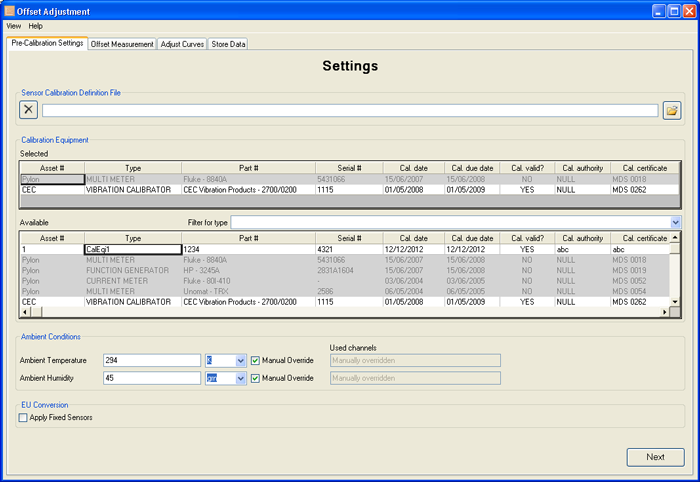 Offset Adjustment
View Help
Pre-Calibration Settings Offset Measurement Adjust Curves Store Data
Settings
Sensor Calibration Definition File
Calibration Equipment
Selected
Asset # Type Part # Serial # Cal. date Cal. due date Cal. valid? Cal. authority Cal. certificate
Pylon MULTI METER Fluke - 8840A 5431066 15/06/2007 15/06/2008 NO NULL MDS 0018
CEC VIBRATION CALIBRATOR CEC Vibration Products - 2700/0200 1115 01/05/2008 01/05/2009 YES NULL MDS 0262
Available Filter for type
Asset # Type Part # Serial # Cal. date Cal. due date Cal. valid? Cal. authority Cal. certificate
1 CalEqi1 1234 4321 12/12/2012 12/12/2012 YES abc abc
Pylon MULTI METER Fluke - 8840A 5431066 15/06/2007 15/06/2008 NO NULL MDS 0018
Pylon FUNCTION GENERATOR HP - 3245A 2831A1604 15/06/2007 15/06/2008 NO NULL MDS 0019
Pylon CURRENT METER Fluke - 80I-410 - 03/06/2004 03/06/2005 NO NULL MDS 0052
Pylon MULTI METER Unomat - TRX 2586 06/05/2004 06/05/2005 NO NULL MDS 0054
CEC VIBRATION CALIBRATOR CEC Vibration Products - 2700/0200 1115 01/05/2008 01/05/2009 YES NULL MDS 0262
Ambient Conditions
Used channels
Ambient Temperature 294 K Manual Override Manually overridden
Ambient Humidity 45 Manual Override Manually overridden
EU Conversion
Apply Fixed Sensors
Next